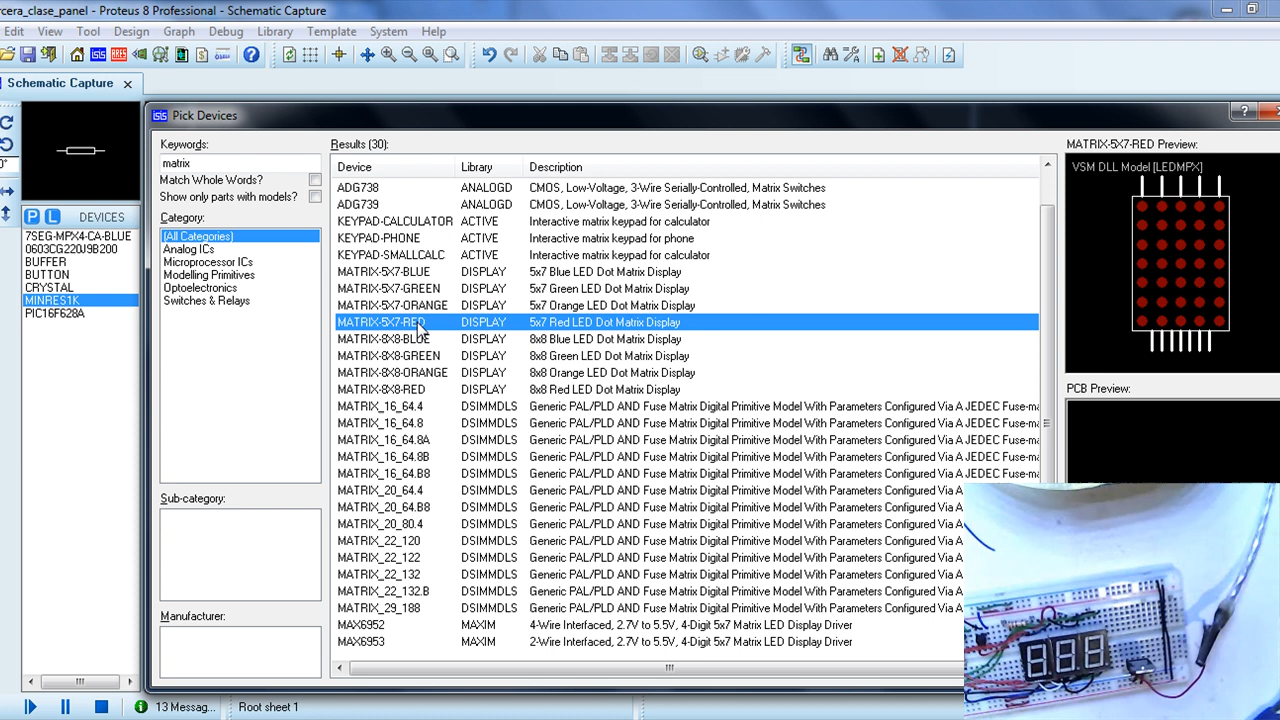 rcera_clase_panel - Proteus 8 Professional - Schematic Capture
Edit View Tool Design Graph Debug Library Template System Help
Schematic Capture
Pick Devices
Keywords:
matrix
Match Whole Words?
Show only parts with models?
Category:
(All Categories)
Analog ICs
Microprocessor ICs
Modelling Primitives
Optoelectronics
Switches & Relays
Sub-category:
Manufacturer:
P L DEVICES
7SEG-MPX4-CA-BLUE
0603CG220J9B200
BUFFER
BUTTON
CRYSTAL
MINRES1K
PIC16F628A
Results (30):
Device Library Description
ADG738 ANALOGD CMOS, Low-Voltage, 3-Wire Serially-Controlled, Matrix Switches
ADG739 ANALOGD CMOS, Low-Voltage, 3-Wire Serially-Controlled, Matrix Switches
KEYPAD-CALCULATOR ACTIVE Interactive matrix keypad for calculator
KEYPAD-PHONE ACTIVE Interactive matrix keypad for phone
KEYPAD-SMALLCALC ACTIVE Interactive matrix keypad for calculator
MATRIX-5X7-BLUE DISPLAY 5x7 Blue LED Dot Matrix Display
MATRIX-5X7-GREEN DISPLAY 5x7 Green LED Dot Matrix Display
MATRIX-5X7-ORANGE DISPLAY 5x7 Orange LED Dot Matrix Display
MATRIX-5X7-RED DISPLAY 5x7 Red LED Dot Matrix Display
MATRIX-8X8-BLUE DISPLAY 8x8 Blue LED Dot Matrix Display
MATRIX-8X8-GREEN DISPLAY 8x8 Green LED Dot Matrix Display
MATRIX-8X8-ORANGE DISPLAY 8x8 Orange LED Dot Matrix Display
MATRIX-8X8-RED DISPLAY 8x8 Red LED Dot Matrix Display
MATRIX_16_64.4 DSIMMDLS Generic PAL/PLD AND Fuse Matrix Digital Primitive Model With Parameters Configured Via A JEDEC Fuse-ma
MATRIX_16_64.8 DSIMMDLS Generic PAL/PLD AND Fuse Matrix Digital Primitive Model With Parameters Configured Via A JEDEC Fuse-ma
MATRIX_16_64.8A DSIMMDLS Generic PAL/PLD AND Fuse Matrix Digital Primitive Model With Parameters Configured Via A JEDEC Fuse-ma
MATRIX_16_64.8B DSIMMDLS Generic PAL/PLD AND Fuse Matrix Digital Primitive Model With Parameters Configured Via A JEDEC Fuse-ma
MATRIX_16_64.B8 DSIMMDLS Generic PAL/PLD AND Fuse Matrix Digital Primitive Model With Parameters Configured Via A JEDEC Fuse-ma
MATRIX_20_64.4 DSIMMDLS Generic PAL/PLD AND Fuse Matrix Digital Primitive Model With Parameters Configured Via
MATRIX_20_64.B8 DSIMMDLS Generic PAL/PLD AND Fuse Matrix Digital Primitive Model With Parameters Configured Via
MATRIX_20_80.4 DSIMMDLS Generic PAL/PLD AND Fuse Matrix Digital Primitive Model With Parameters Configured Via
MATRIX_22_120 DSIMMDLS Generic PAL/PLD AND Fuse Matrix Digital Primitive Model With Parameters Configured Via
MATRIX_22_122 DSIMMDLS Generic PAL/PLD AND Fuse Matrix Digital Primitive Model With Parameters Configured Via
MATRIX_22_132 DSIMMDLS Generic PAL/PLD AND Fuse Matrix Digital Primitive Model With Parameters Configured Via
MATRIX_22_132.B DSIMMDLS Generic PAL/PLD AND Fuse Matrix Digital Primitive Model With Parameters Configured Via
MATRIX_29_188 DSIMMDLS Generic PAL/PLD AND Fuse Matrix Digital Primitive Model With Parameters Configured Via
MAX6952 MAXIM 4-Wire Interfaced, 2.7V to 5.5V, 4-Digit 5x7 Matrix LED Display Driver
MAX6953 MAXIM 2-Wire Interfaced, 2.7V to 5.5V, 4-Digit 5x7 Matrix LED Display Driver
MATRIX-5X7-RED Preview:
VSM DLL Model [LEDMPX]
PCB Preview:
13 Messag...
Root sheet 1